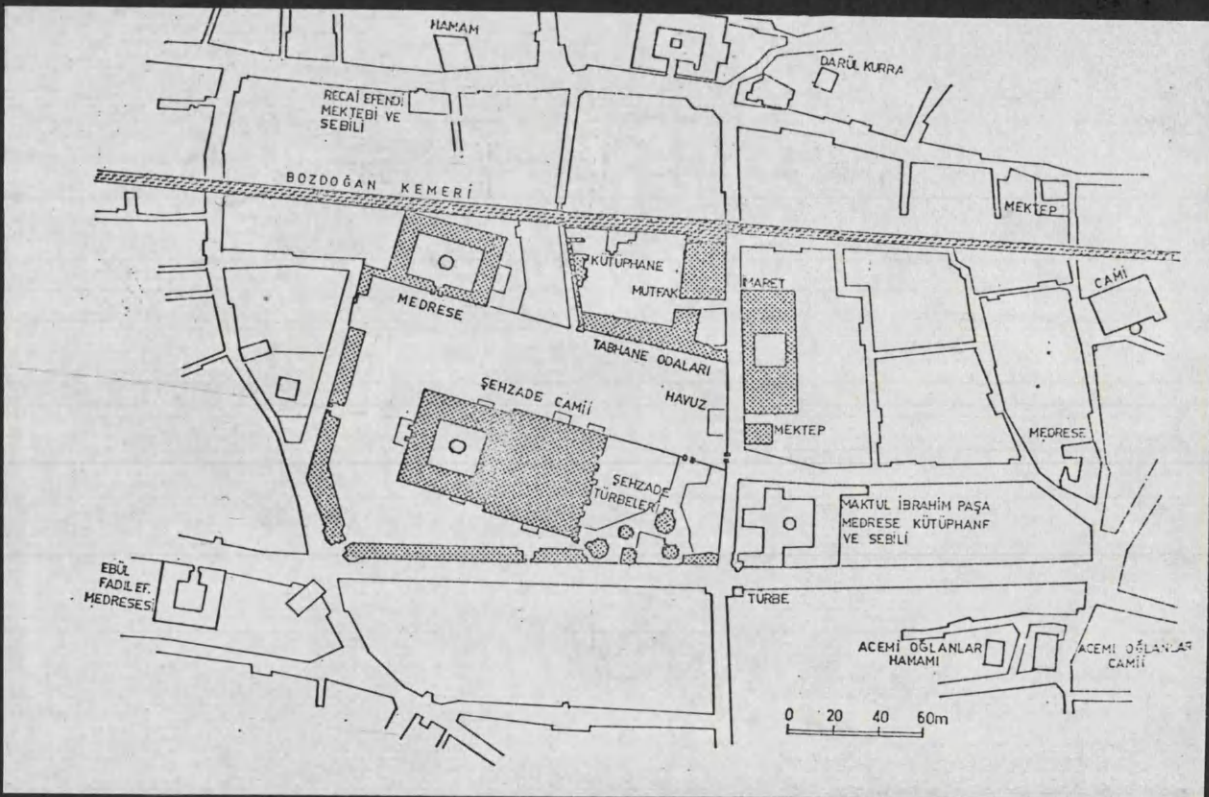 HAMAM
DARÜL KURRA
RECAİ EFENDİ
MEKTEBİ VE
SEBİLİ
BOZDOĞAN KEMERİ
MEKTEP
KÜTÜPHANE
MUTFAK
MARET
CAMİ
MEDRESE
TABHANE ODALARI
ŞEHZADE CAMİİ
HAVUZ
MEKTEP
MEDRESE
ŞEHZADE
TÜRBELERİ
MAKTUL İBRAHİM PAŞA
MEDRESE KÜTÜPHANE
VE SEBİLİ
EBÜL
FADIL EF.
MEDRESESİ
TÜRBE
ACEMİ OĞLANLAR
HAMAMI
ACEMİ OĞLANLAR
CAMİİ
0 20 40 60m